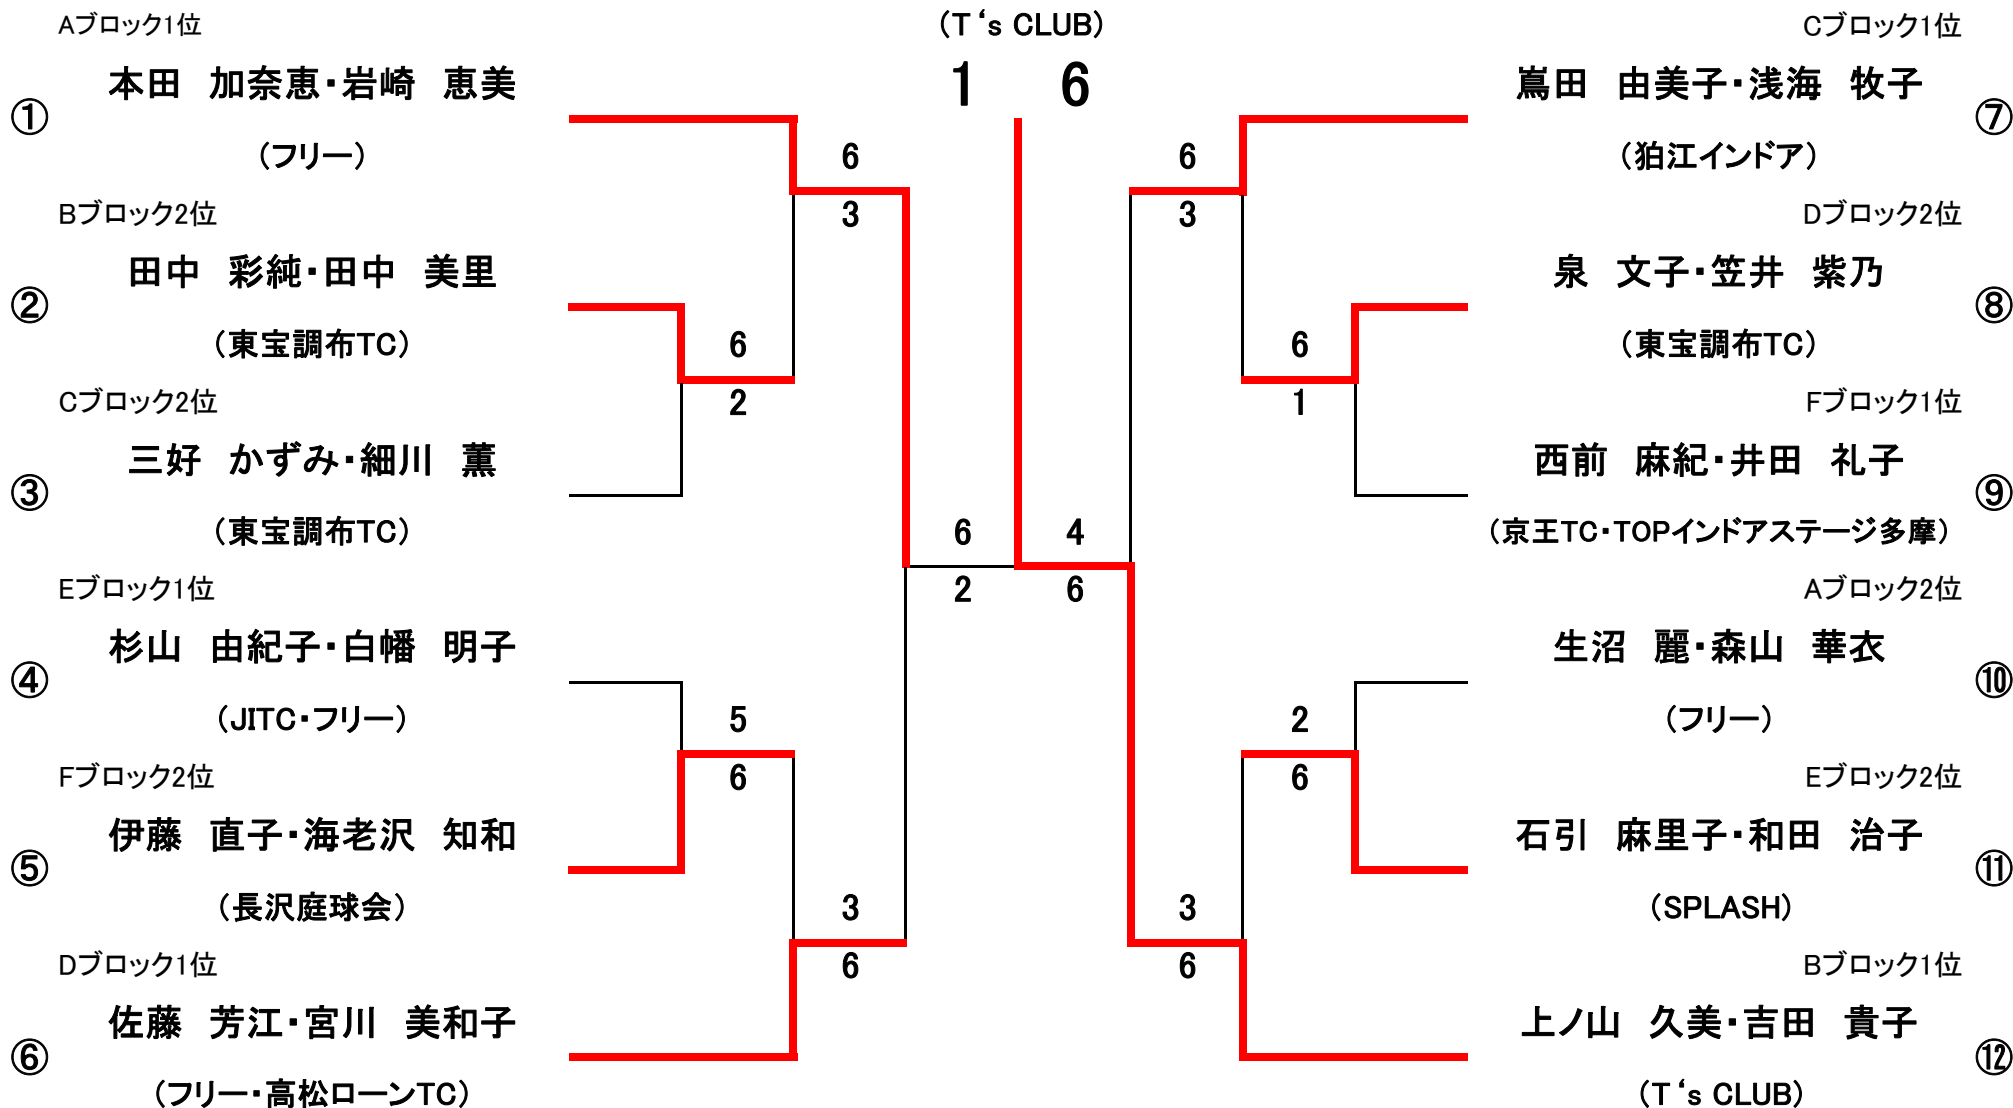 Aブロック1位
本田　加奈恵・岩崎　恵美
①
（フリー）
Bブロック2位
田中　彩純・田中　美里
②
（東宝調布TC）
Cブロック2位
三好　かずみ・細川　薫
③
（東宝調布TC）
Eブロック1位
杉山　由紀子・白幡　明子
④
（JITC・フリー）
Fブロック2位
伊藤　直子・海老沢　知和
⑤
（長沢庭球会）
Dブロック1位
佐藤　芳江・宮川　美和子
⑥
（フリー・高松ローンTC）
6
3
6
2
5
6
3
6
6
2
（T‘s CLUB）
1 6
4
6
6
3
6
1
2
6
3
6
Cブロック1位
嶌田　由美子・浅海　牧子
⑦
（狛江インドア）
Dブロック2位
泉　文子・笠井　紫乃
⑧
（東宝調布TC）
Fブロック1位
西前　麻紀・井田　礼子
⑨
（京王TC・TOPインドアステージ多摩）
Aブロック2位
生沼　麗・森山　華衣
⑩
（フリー）
Eブロック2位
石引　麻里子・和田　治子
⑪
（SPLASH）
Bブロック1位
上ノ山　久美・吉田　貴子
⑫
（T‘s CLUB）